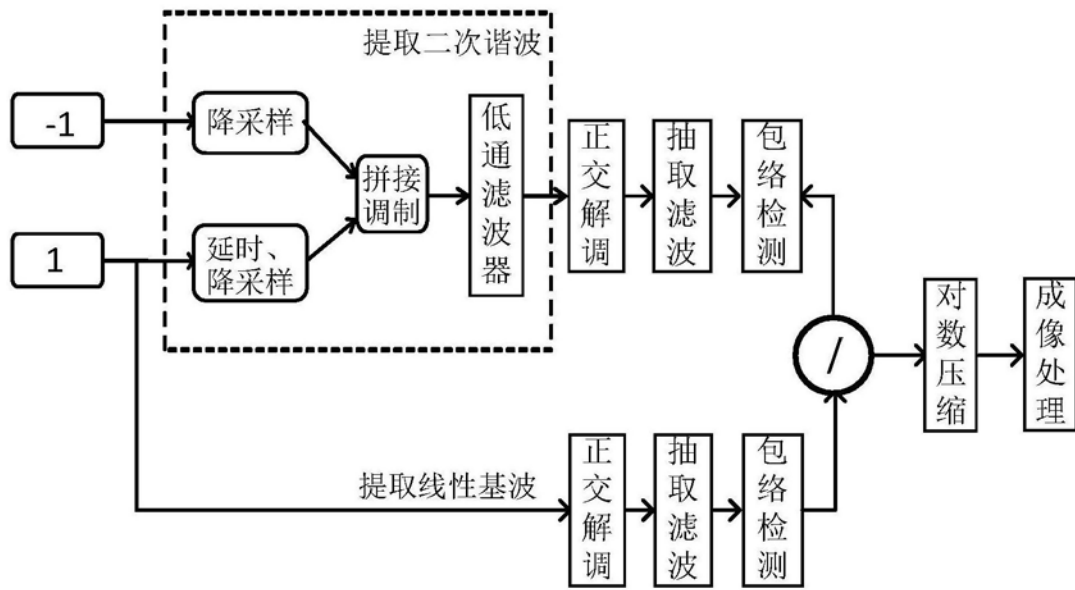 提取二次谐波
-1
降采样
1
延时、
降采样
拼接
调制
低通滤波器
正交解调
抽取滤波
包络检测
/
对数压缩
成像处理
提取线性基波
正交解调
抽取滤波
包络检测